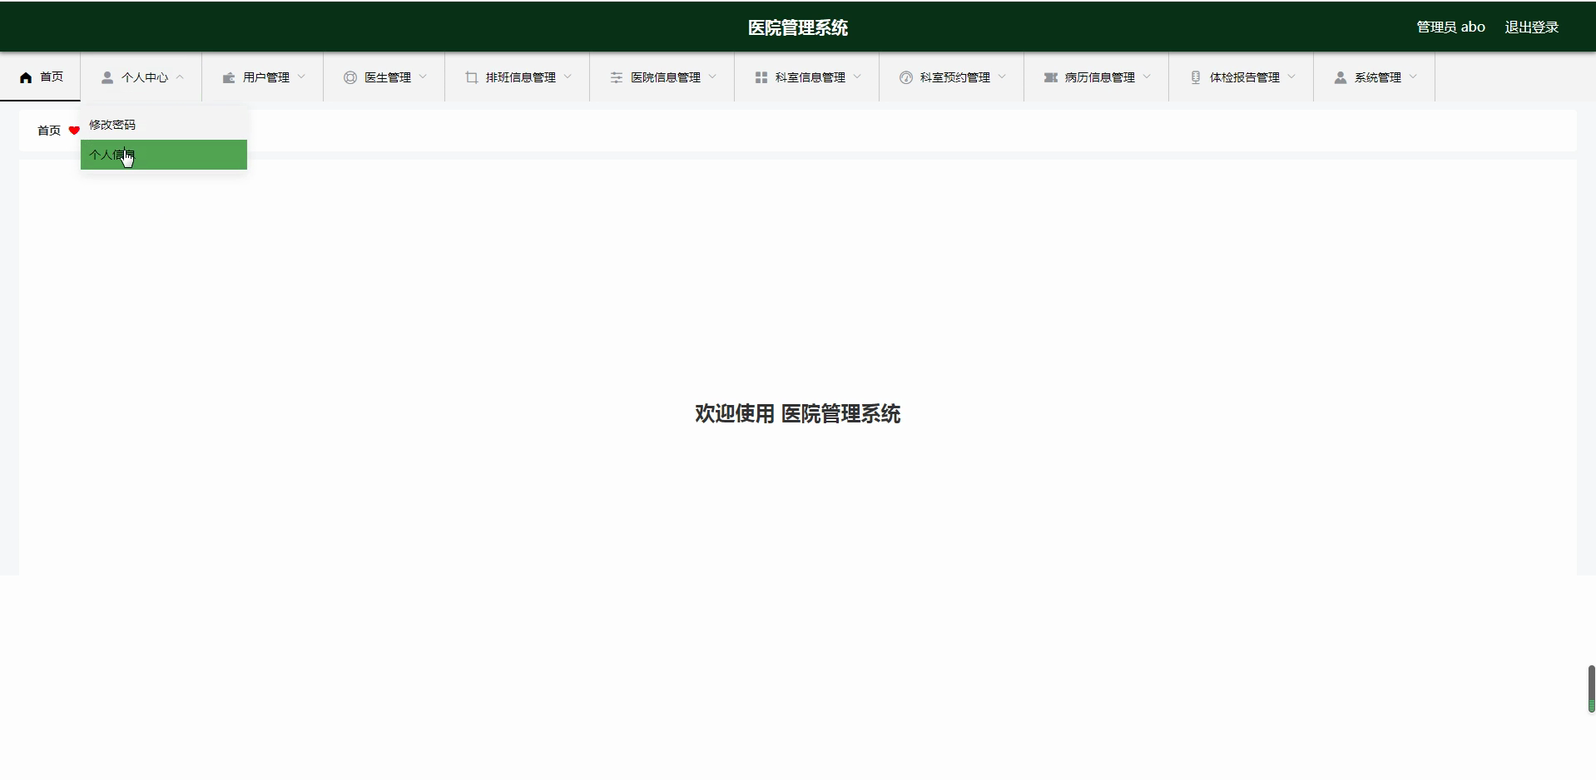 医院管理系统
管理员 abo 退出登录
首页 个人中心 用户管理 医生管理 排班信息管理 医院信息管理 科室信息管理 科室预约管理 病历信息管理 体检报告管理 系统管理
首页
修改密码
个人信息
欢迎使用 医院管理系统